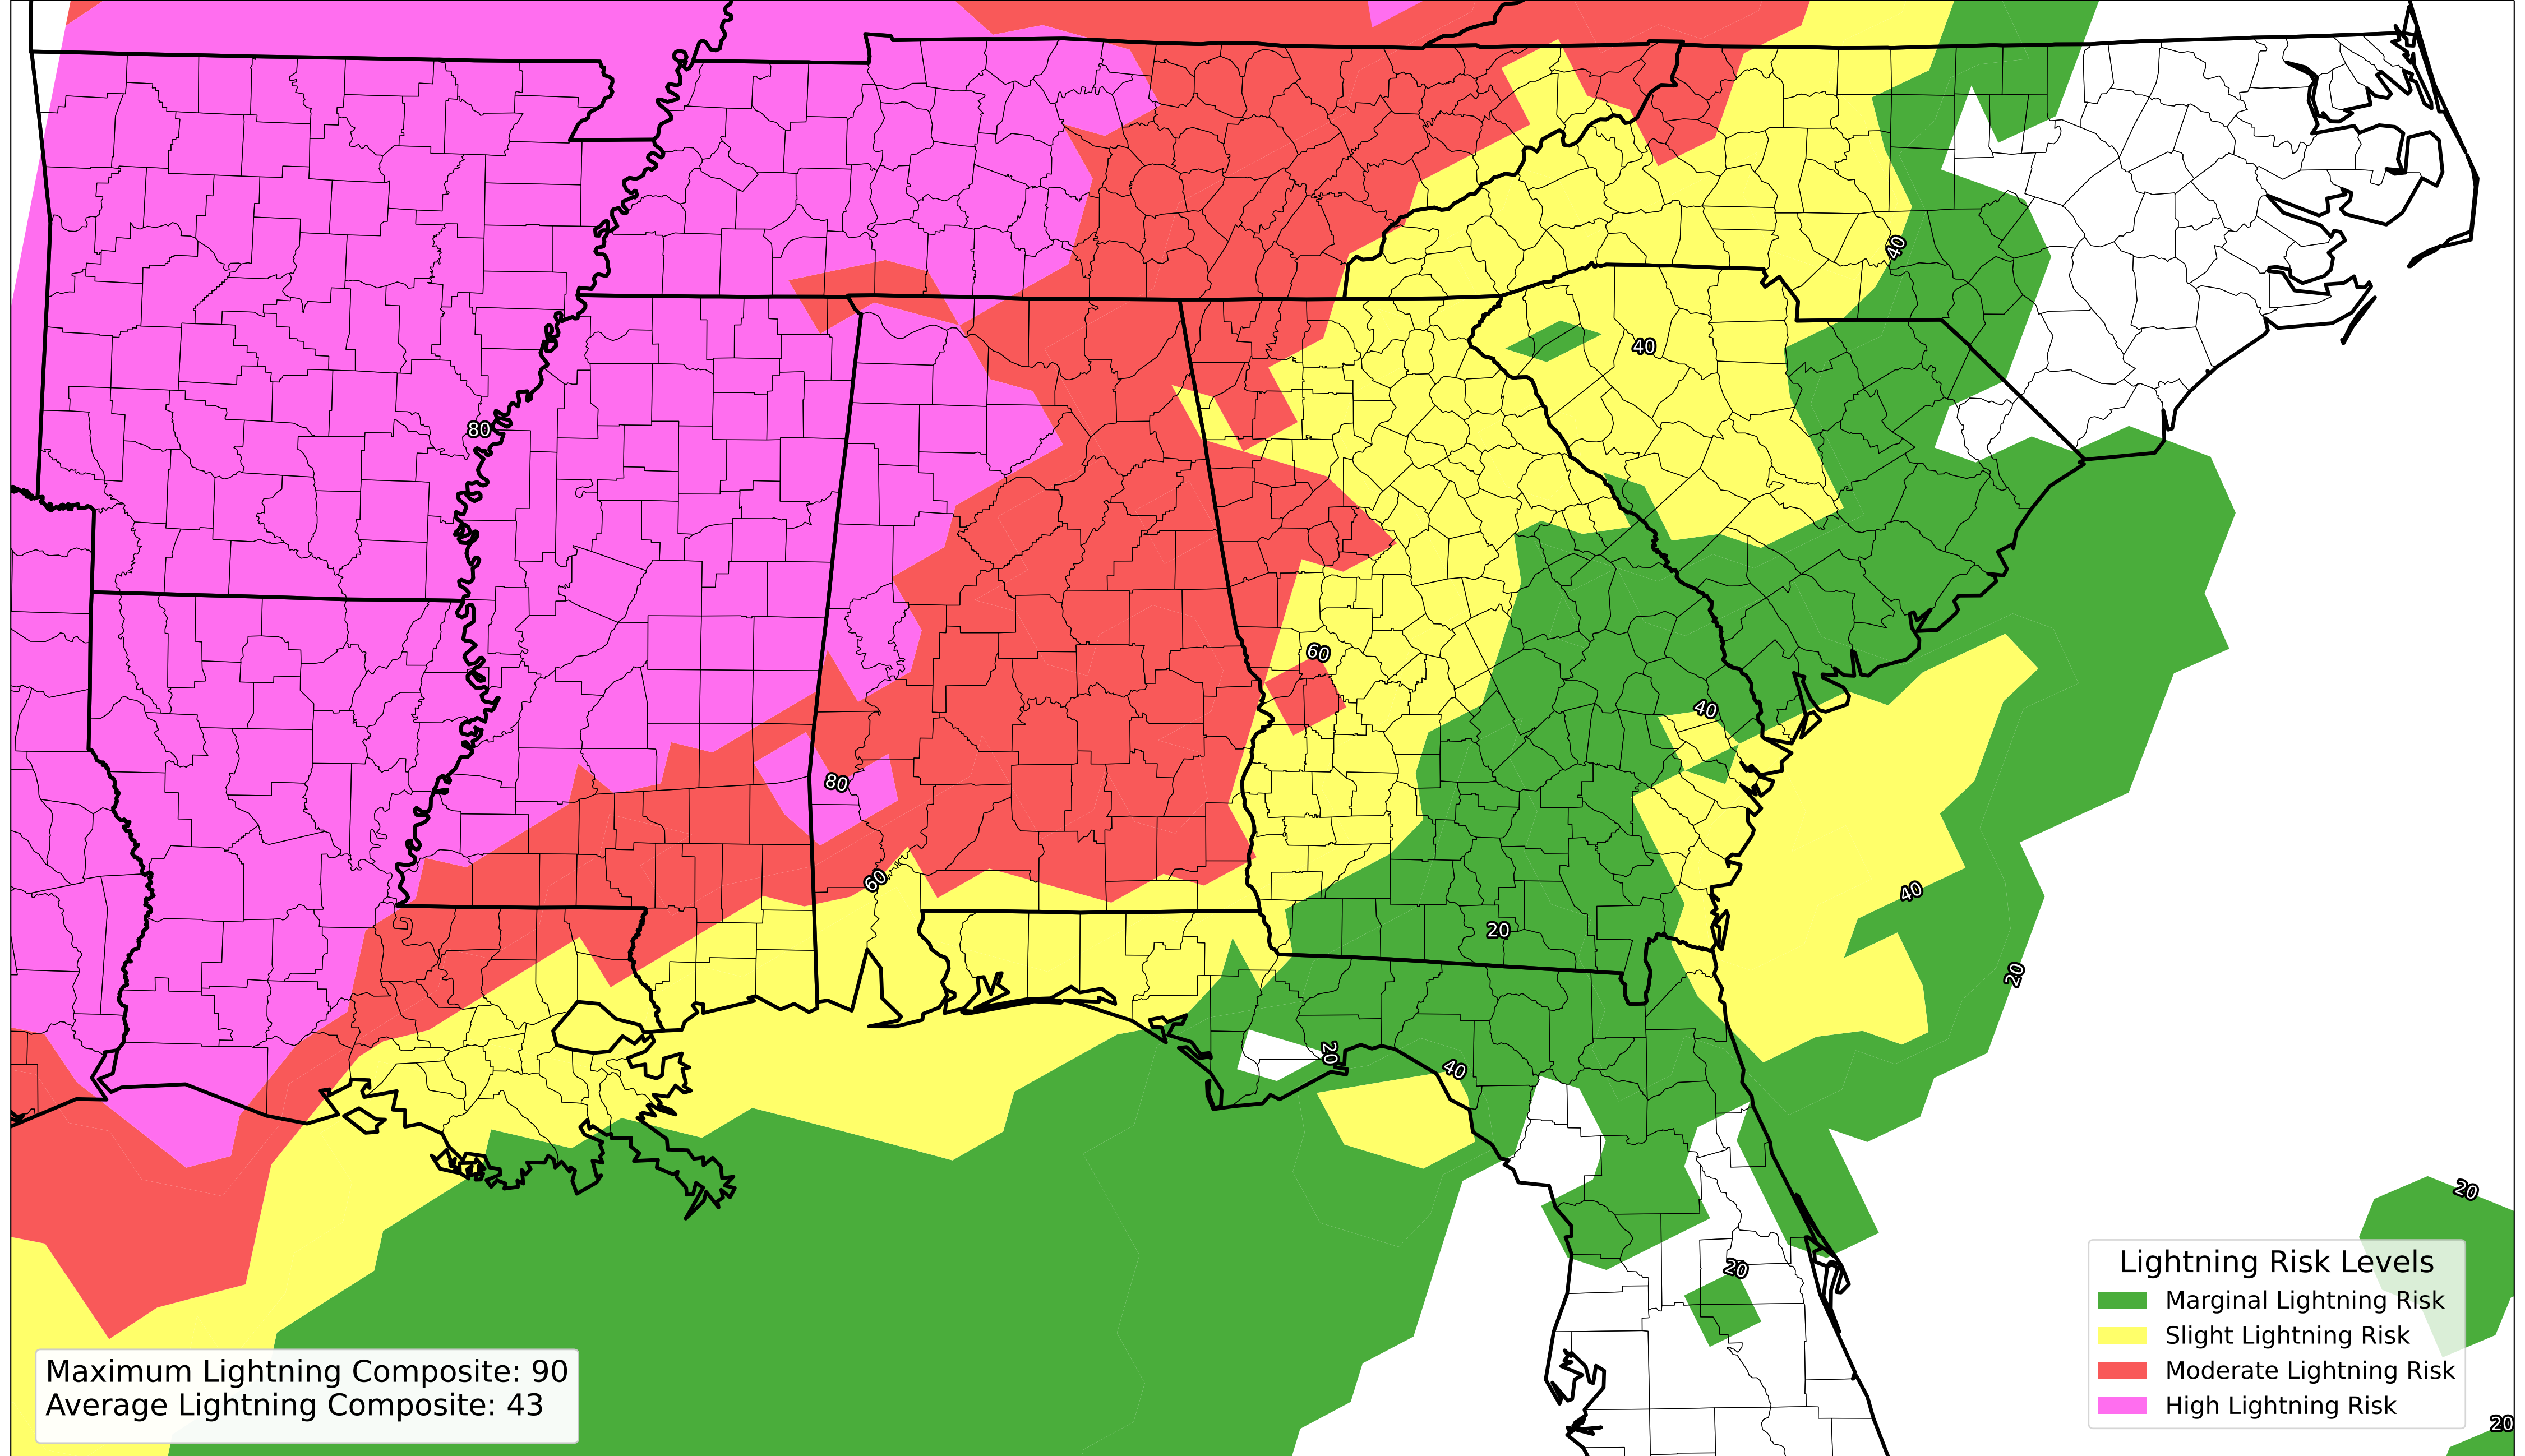 40
40
80
60
40
80
60
40
20
20
20
40
20
20
20
Lightning Risk Levels
Marginal Lightning Risk
Slight Lightning Risk
Moderate Lightning Risk
High Lightning Risk
Maximum Lightning Composite: 90
Average Lightning Composite: 43